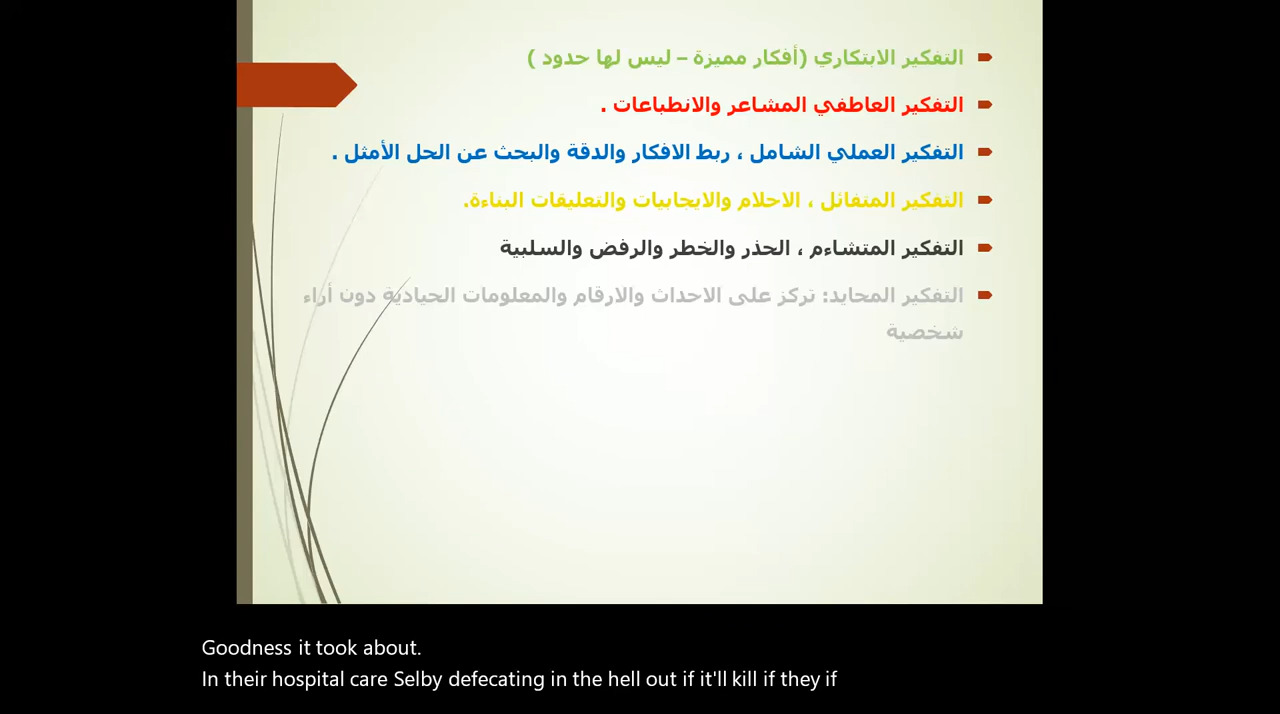 التفكير الابتكاري (أفكار مميزة – ليس لها حدود )
التفكير العاطفي المشاعر والانطباعات .
التفكير العملي الشامل ، ربط الافكار والدقة والبحث عن الحل الأمثل .
التفكير المتفائل ، الاحلام والايجابيات والتعليقات البناءة.
التفكير المتشاءم ، الحذر والخطر والرفض والسلبية
التفكير المحايد: تركز على الاحداث والارقام والمعلومات الحيادية دون أراء
شخصية
Goodness it took about.
In their hospital care Selby defecating in the hell out if it'll kill if they if